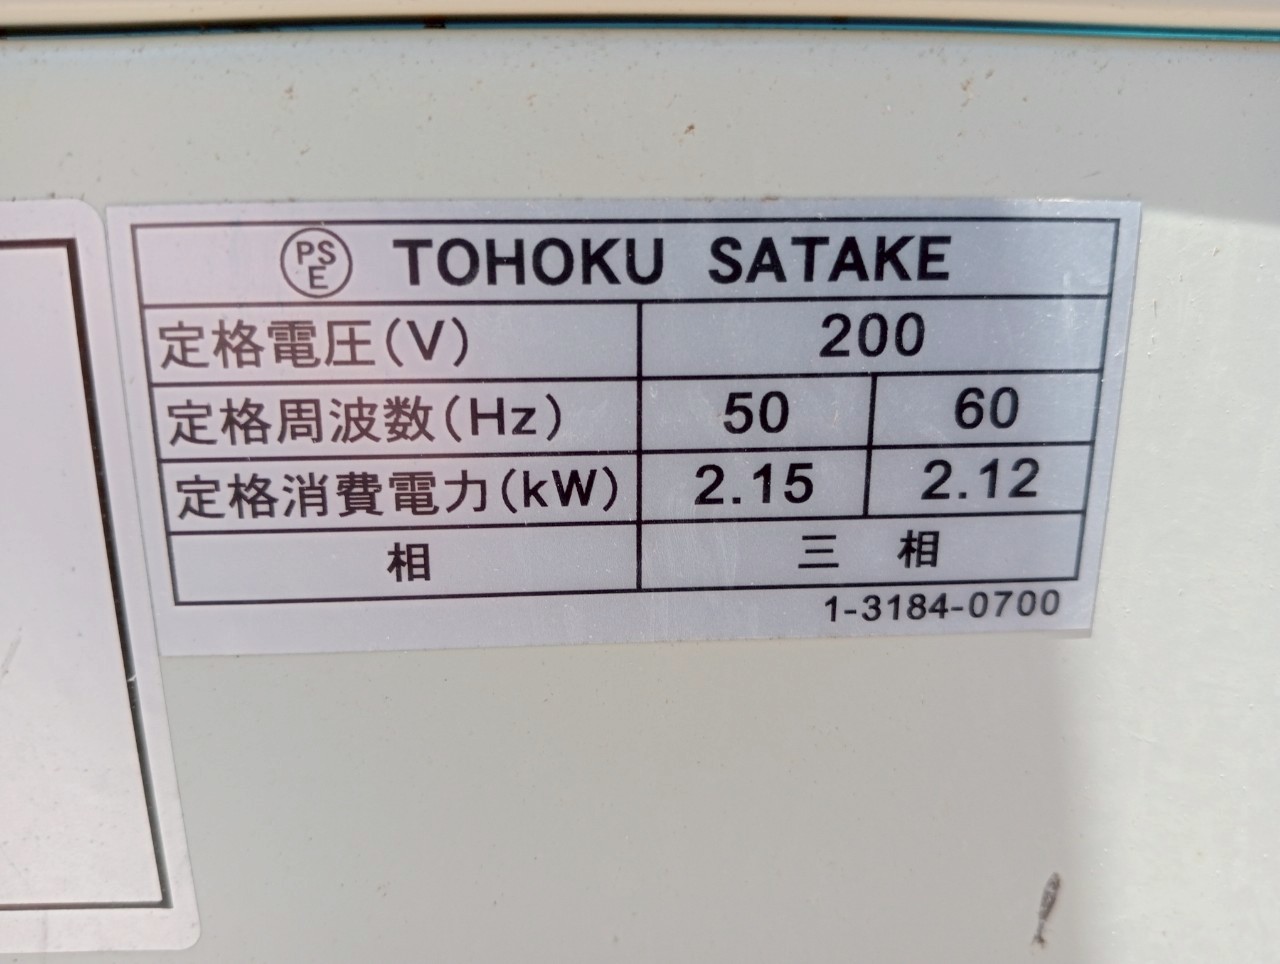 PSE TOHOKU SATAKE
定格電圧(V) 200
定格周波数(Hz) 50 60
定格消費電力(kW) 2.15 2.12
相 三 相
1-3184-0700